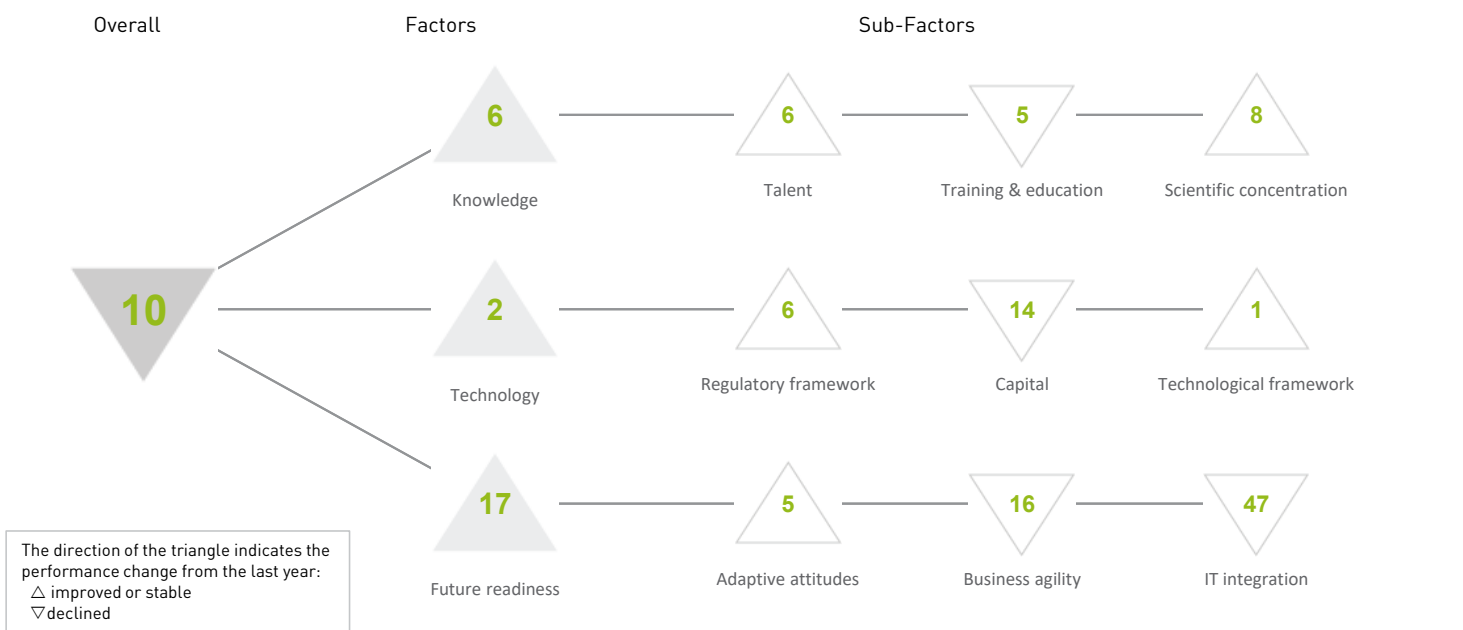 Overall
Factors
Sub-Factors
6
Knowledge
6
Talent
5
Training & education
8
Scientific concentration
10
2
Technology
6
Regulatory framework
14
Capital
1
Technological framework
17
Future readiness
5
Adaptive attitudes
16
Business agility
47
IT integration
The direction of the triangle indicates the
performance change from the last year:
△ improved or stable
▽ declined